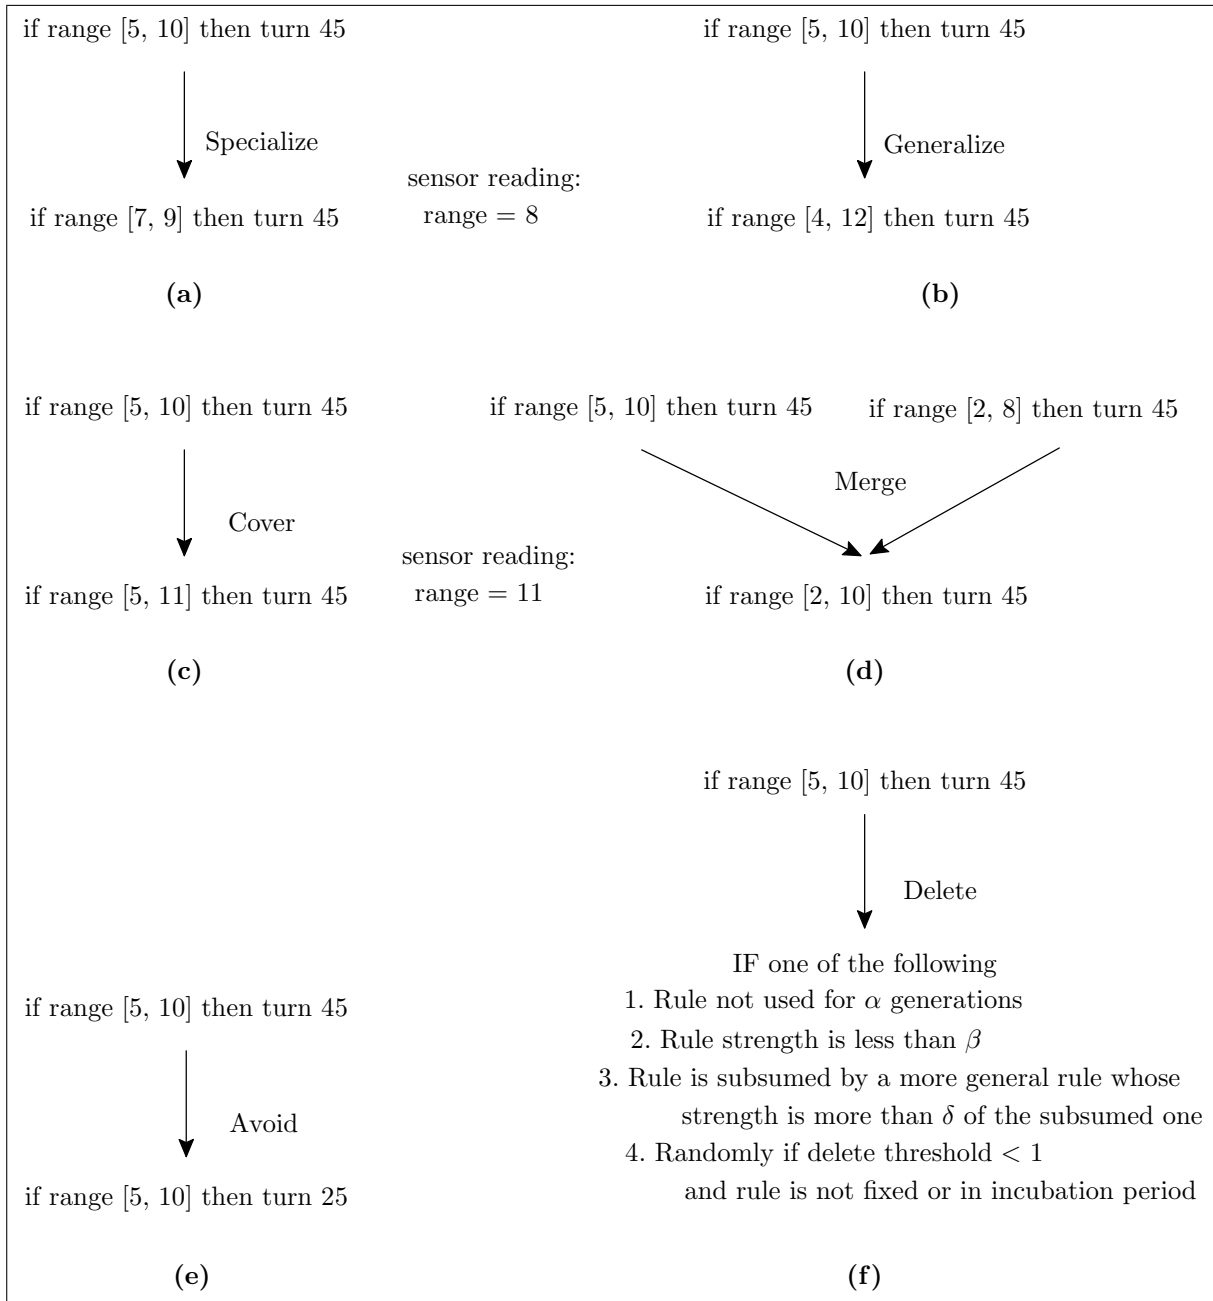 if range [5, 10] then turn 45
if range [5, 10] then turn 45
Specialize
Generalize
sensor reading:
range = 8
if range [7, 9] then turn 45
if range [4, 12] then turn 45
(a)
(b)
if range [5, 10] then turn 45
if range [5, 10] then turn 45
if range [2, 8] then turn 45
Merge
Cover
sensor reading:
range = 11
if range [5, 11] then turn 45
if range [2, 10] then turn 45
(c)
(d)
if range [5, 10] then turn 45
Delete
IF one of the following
1. Rule not used for α generations
2. Rule strength is less than β
3. Rule is subsumed by a more general rule whose
strength is more than δ of the subsumed one
4. Randomly if delete threshold < 1
and rule is not fixed or in incubation period
if range [5, 10] then turn 45
Avoid
if range [5, 10] then turn 25
(e)
(f)